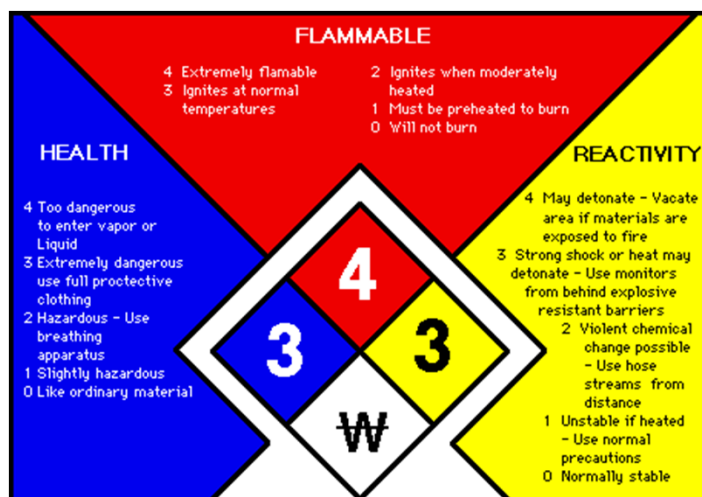 FLAMMABLE
4 Extremely flamable
3 Ignites at normal
temperatures
2 Ignites when moderately
heated
1 Must be preheated to burn
0 Will not burn
HEALTH
4 Too dangerous
to enter vapor or
Liquid
3 Extremely dangerous
use full proctective
clothing
2 Hazardous - Use
breathing
apparatus
1 Slightly hazardous
0 Like ordinary material
REACTIVITY
4 May detonate - Vacate
area if materials are
exposed to fire
3 Strong shock or heat may
detonate - Use monitors
from behind explosive
resistant barriers
2 Violent chemical
change possible
- Use hose
streams from
distance
1 Unstable if heated
- Use normal
precautions
0 Normally stable
4
3
3
W